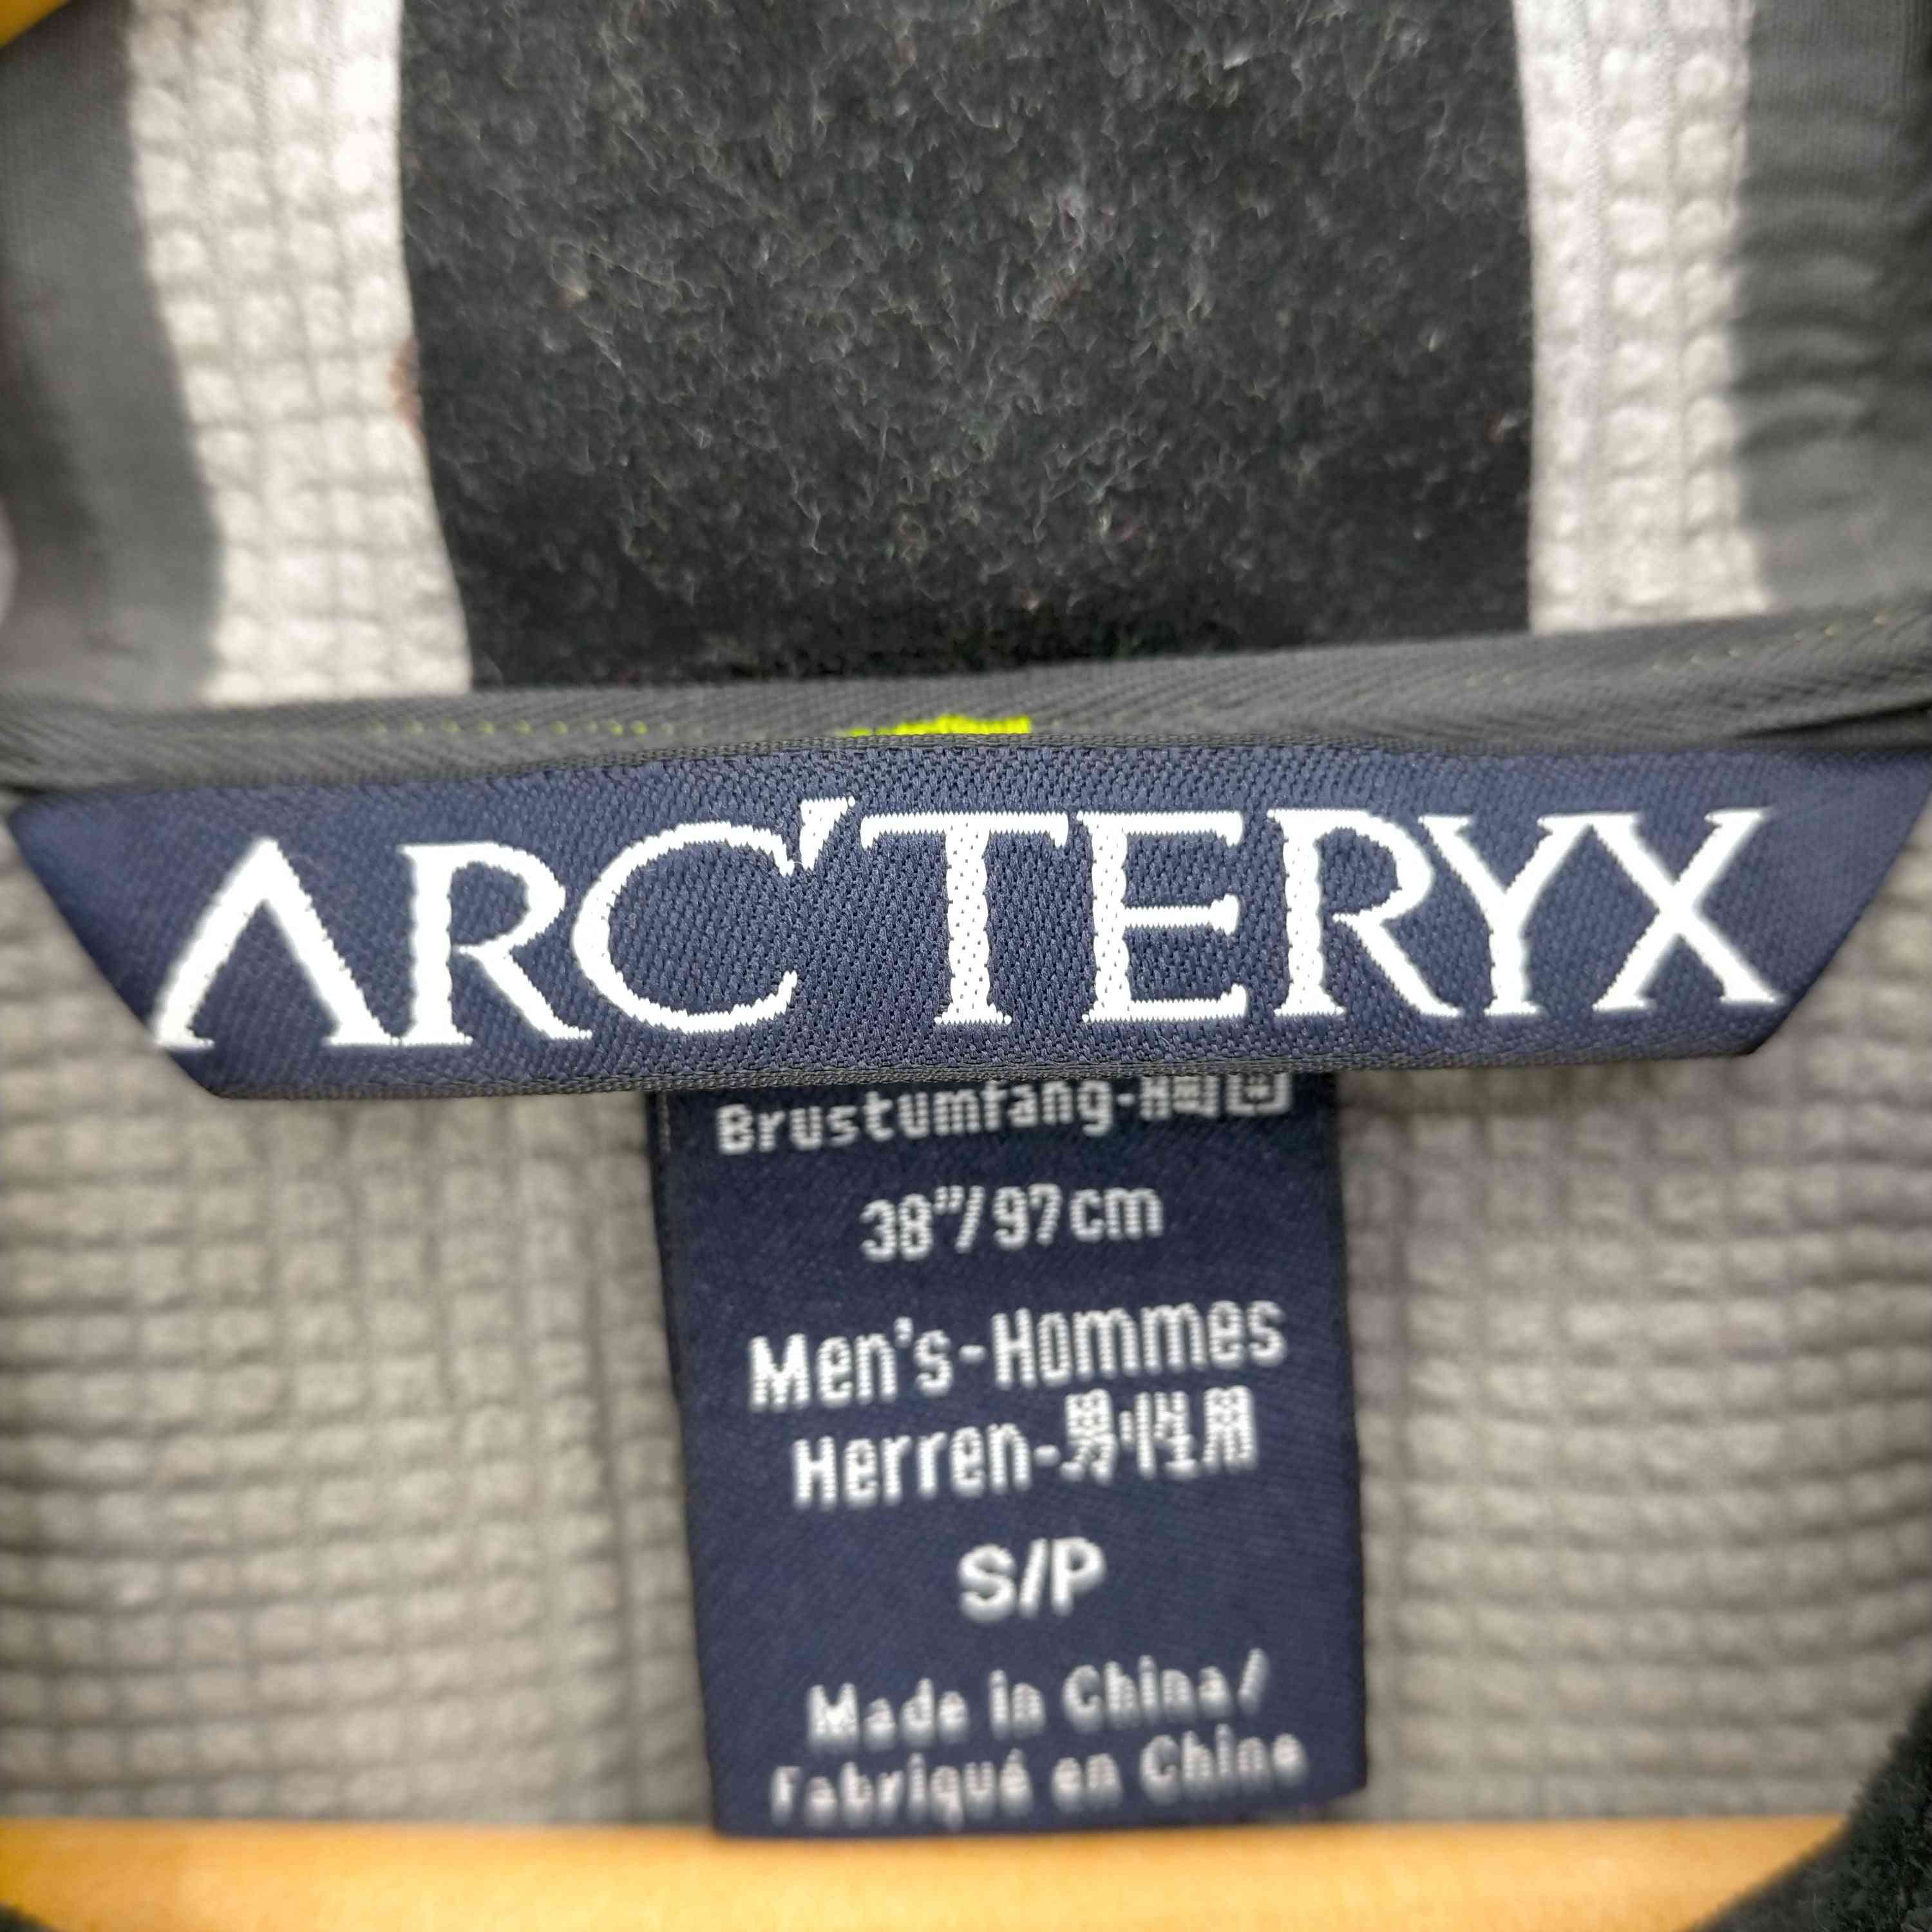 ARC'TERYX
Brustumfang-胸囲
38"/97cm
Men's-Hommes
Herren-男性用
S/P
Made in China/
Fabriqué en Chine